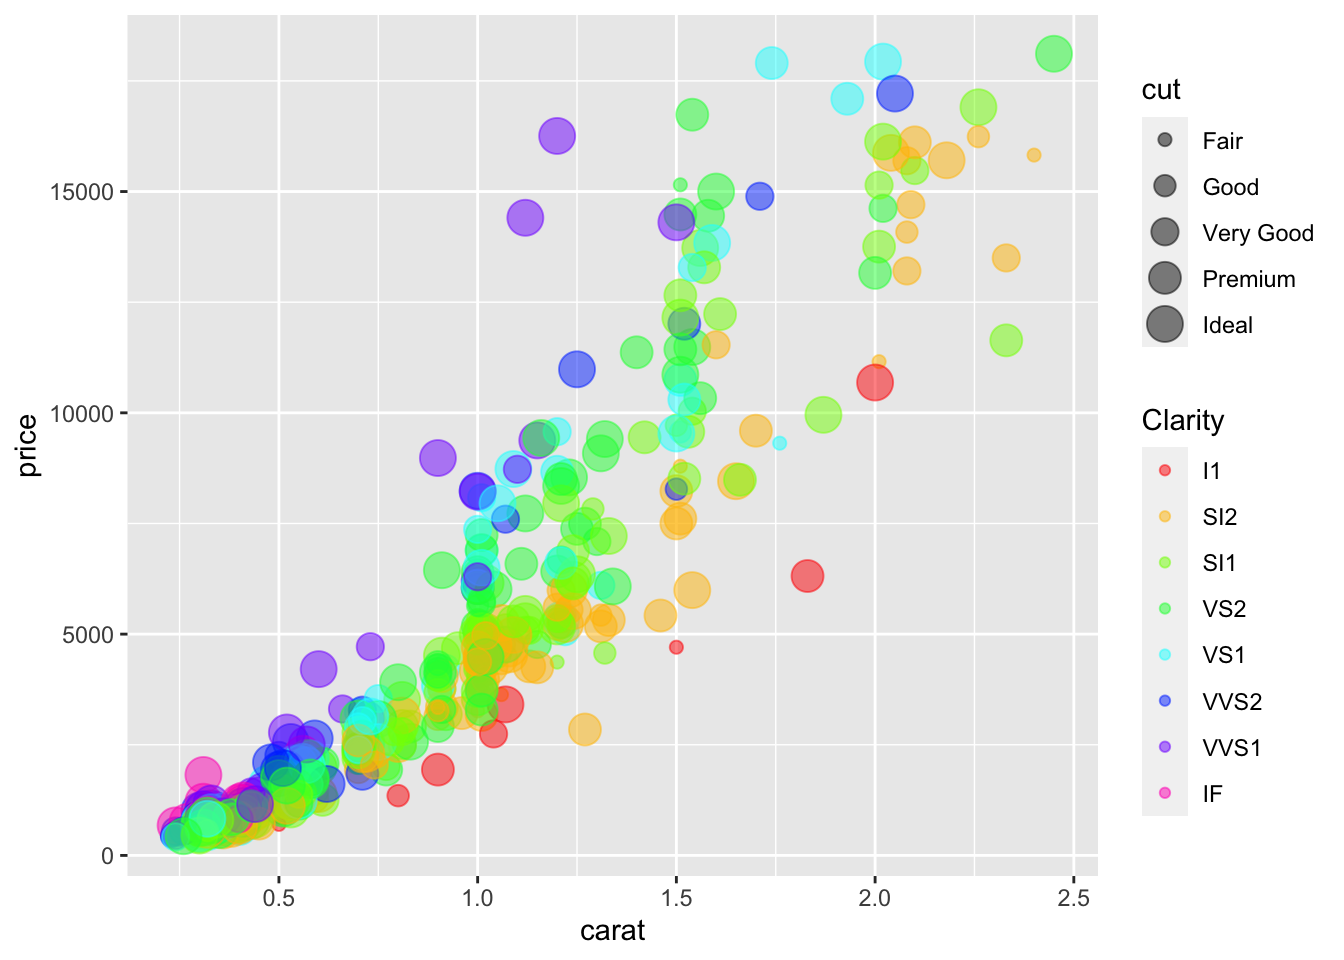 cut
Fair
Good
Very Good
Premium
Ideal
Clarity
I1
SI2
SI1
VS2
VS1
VVS2
VVS1
IF
price
15000
10000
5000
0
0.5 1.0 1.5 2.0 2.5
carat